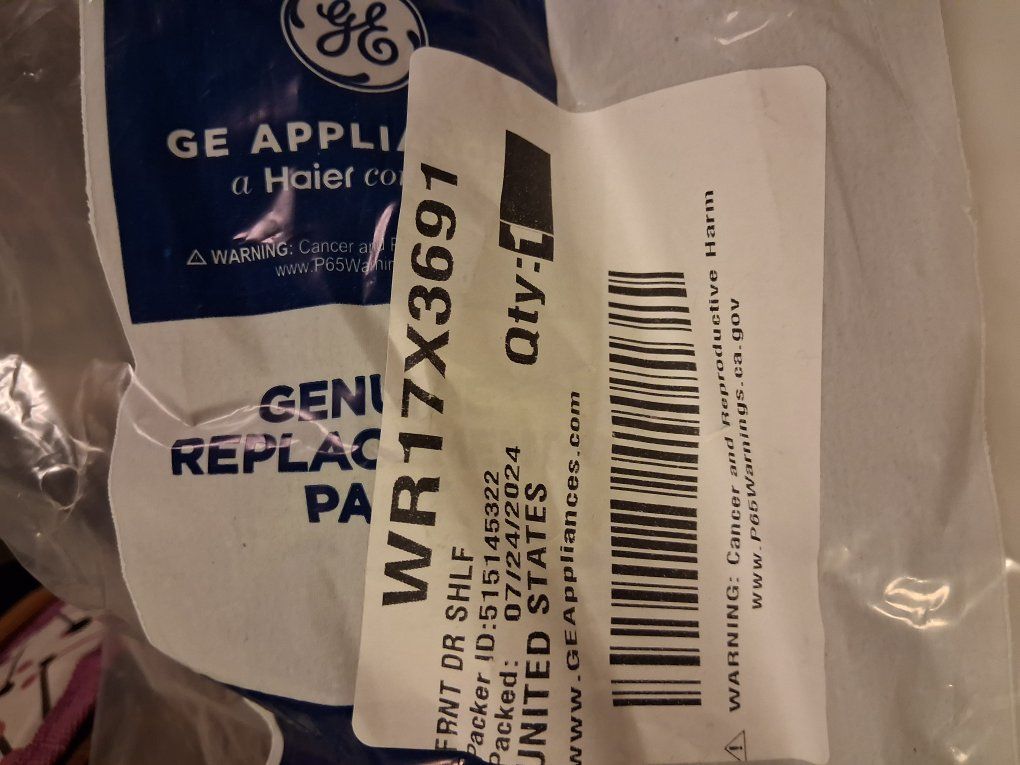 GE
GE APPLIA
a Haier co
⚠ WARNING: Cancer and
www.P65Warnin
GENU
REPLAC
PA
WR17X3691
Qty:1
FRNT DR SHLF
Packer ID:515145322
Packed: 07/24/2024
UNITED STATES
www.GEAppliances.com
⚠ WARNING: Cancer and Reproductive Harm
www.P65Warnings.ca.gov